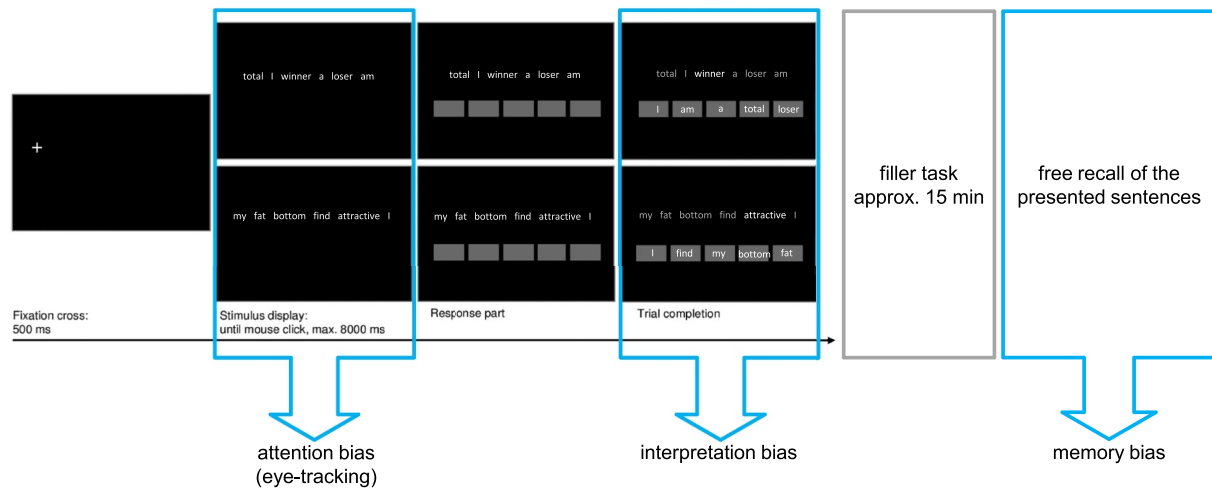 +
total I winner a loser am
my fat bottom find attractive I
Fixation cross:
500 ms
Stimulus display:
until mouse click, max. 8000 ms
total I winner a loser am
my fat bottom find attractive I
Response part
total I winner a loser am
I am a total loser
my fat bottom find attractive I
I find my bottom fat
Trial completion
filler task
approx. 15 min
free recall of the
presented sentences
attention bias
(eye-tracking)
interpretation bias
memory bias